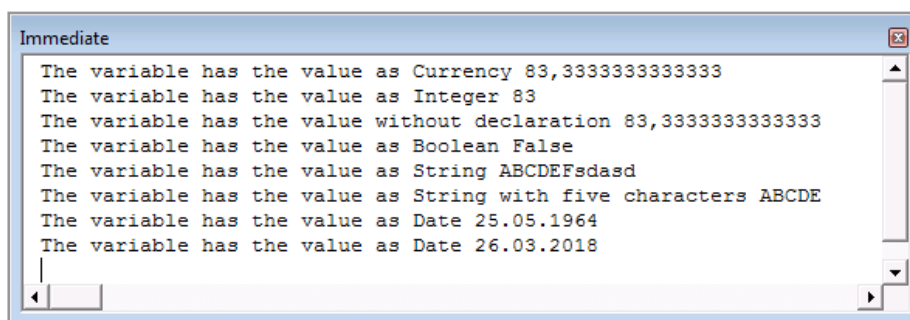 Immediate
The variable has the value as Currency 83,3333333333333
The variable has the value as Integer 83
The variable has the value without declaration 83,3333333333333
The variable has the value as Boolean False
The variable has the value as String ABCDEFsdasd
The variable has the value as String with five characters ABCDE
The variable has the value as Date 25.05.1964
The variable has the value as Date 26.03.2018